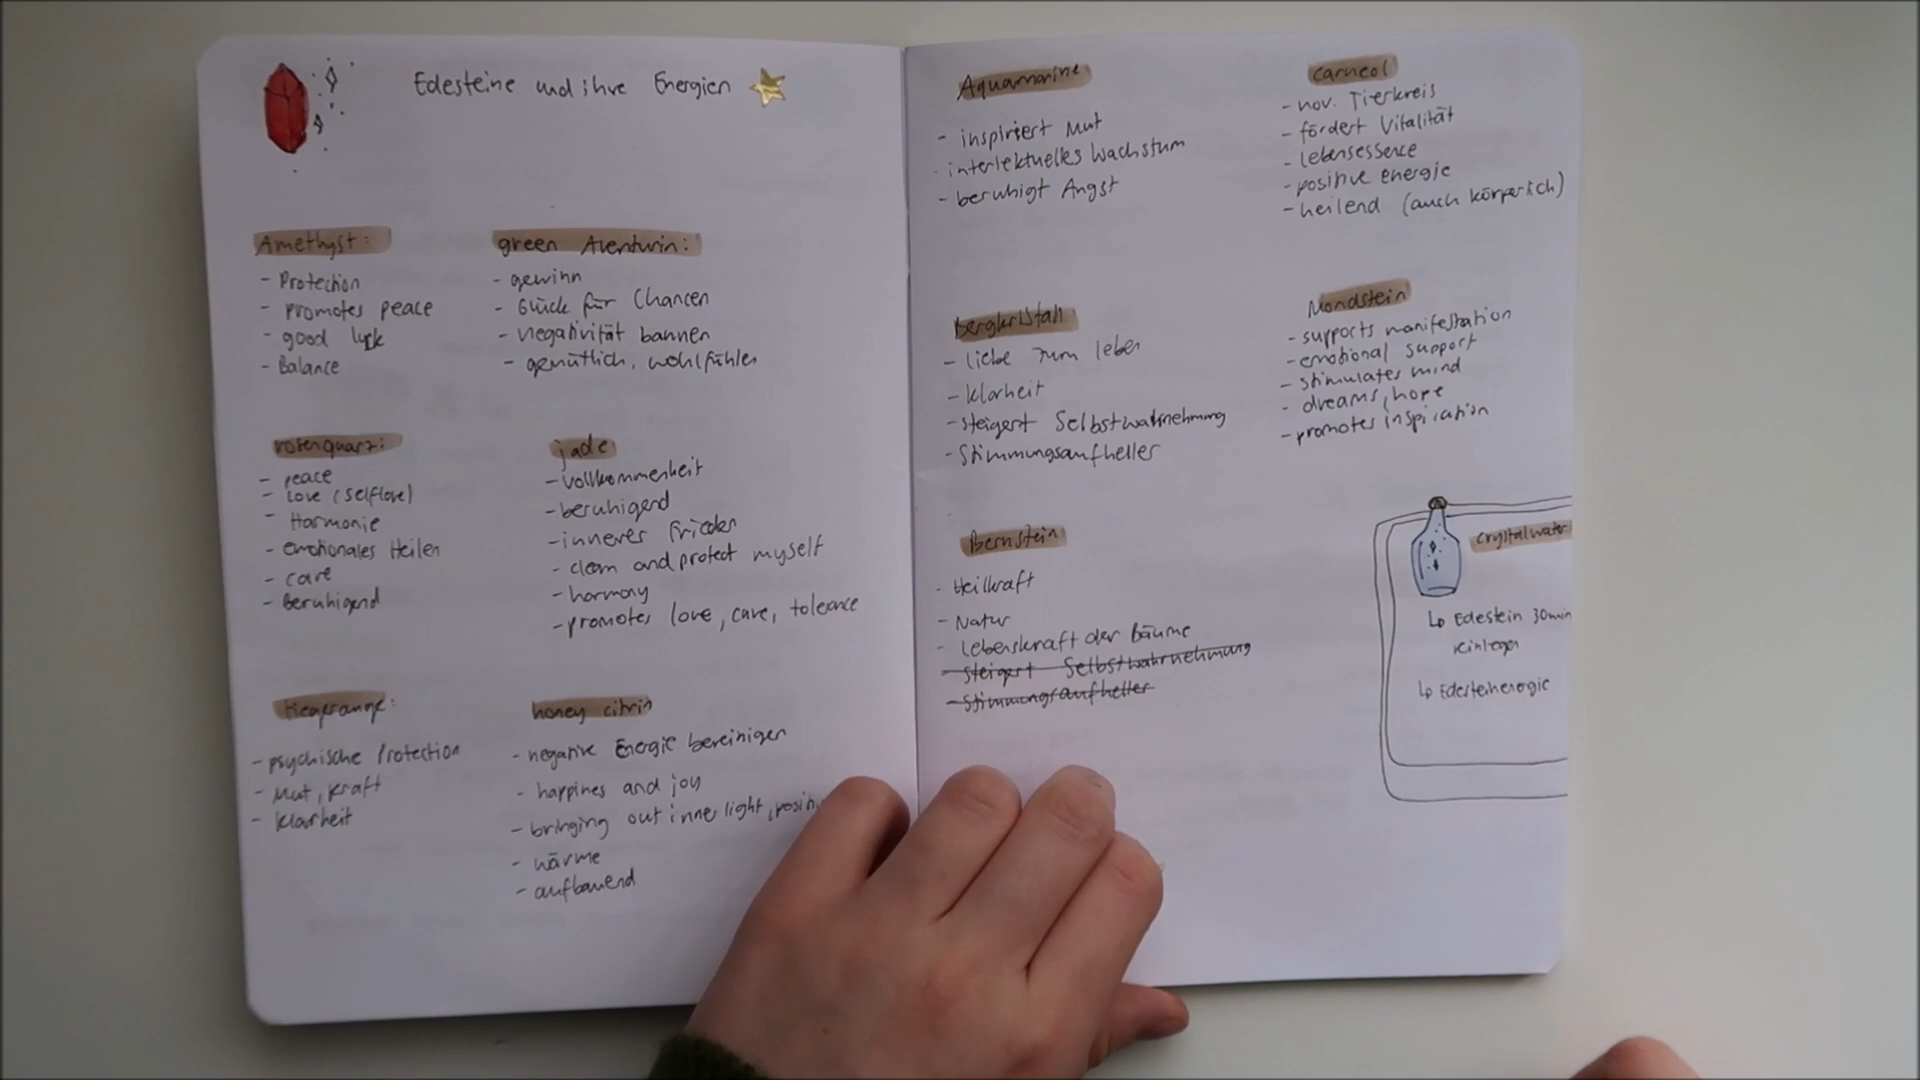 Edesteine und ihre Energien
Amethyst:
- Protection
- promotes peace
- good luck
- Balance
green Aventurin:
- gewinn
- Glück für Chancen
- negativität bannen
- gemütlich, wohlfühlen
rosenquarz:
- peace
- Love (selflove)
- Harmonie
- emotionales Heilen
- care
- Beruhigend
jade
- vollkommenheit
- beruhigend
- innerer Frieden
- clean and protect myself
- harmony
- promotes love, care, tolerance
- psychische Protection
- Mut, Kraft
- Klarheit
honey citrin
- negative Energie bereinigen
- happines and joy
- bringing out inner light,
- wärme
- aufbauend
Aquamarine
- inspiriert Mut
- interlektuelles Wachstum
- beruhigt Angst
Bergkristall
- liebe zum leben
- Klarheit
- steigert Selbstwahrnehmung
- Stimmungsaufheller
Bernstein
- Heilkraft
- Natur
- Lebenskraft der Bäume
- steigert Selbstwahrnehmung
- Stimmungsaufheller
Carneol
- nov. Tierkreis
- fördert Vitalität
- lebensessence
- positive energie
- heilend (auch körperlich)
Mondstein
- supports manifestation
- emotional support
- stimulates mind
- dreams, hope
- promotes inspiration
crystalwater:
↳ Edestein 30min
einlegen
↳ Edesteinenergie